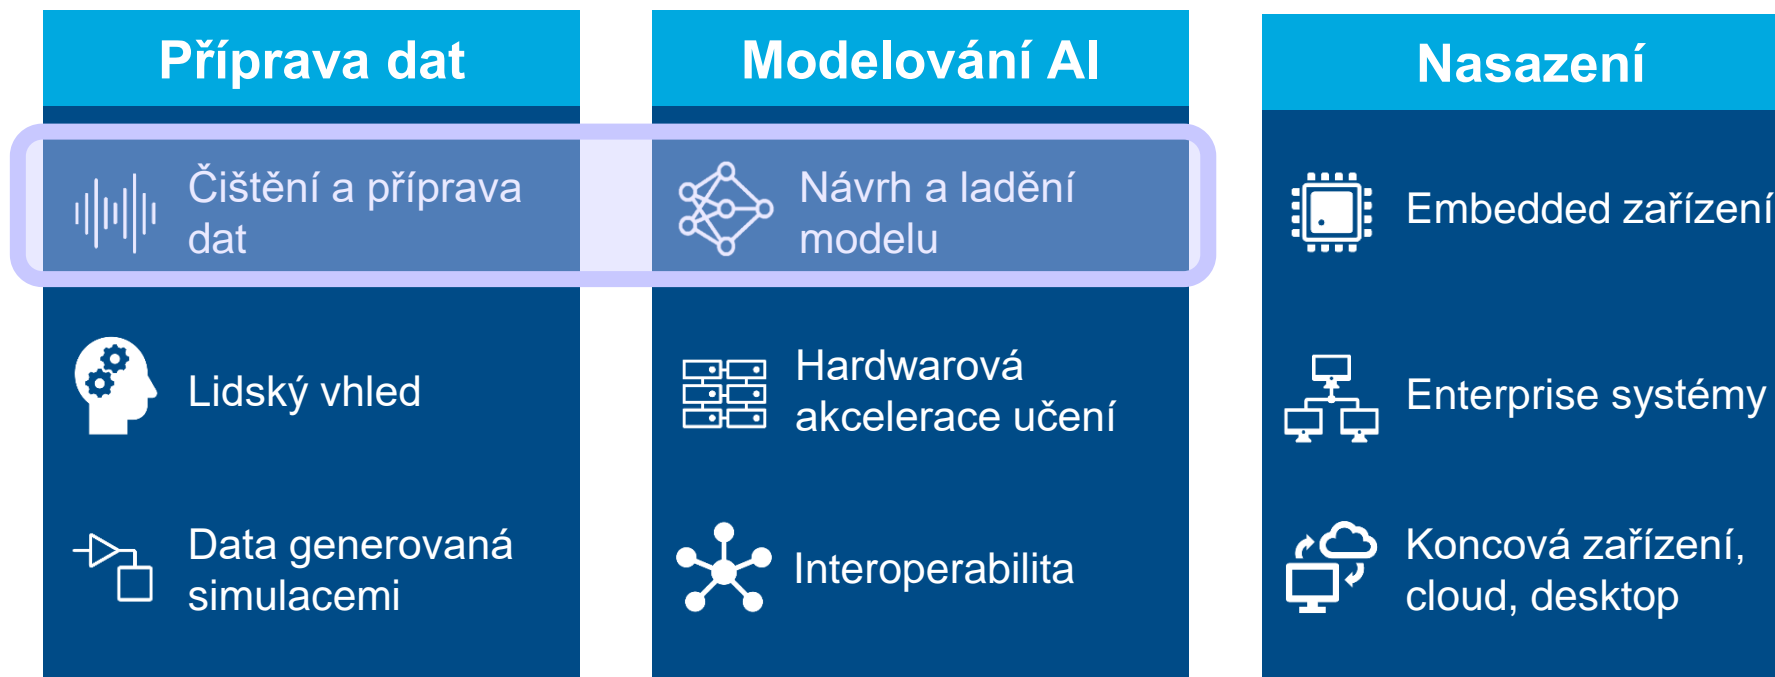 Příprava dat
Čištění a příprava
dat
Lidský vhled
Data generovaná
simulacemi
Modelování AI
Návrh a ladění
modelu
Hardwarová
akcelerace učení
Interoperabilita
Nasazení
Embedded zařízení
Enterprise systémy
Koncová zařízení,
cloud, desktop